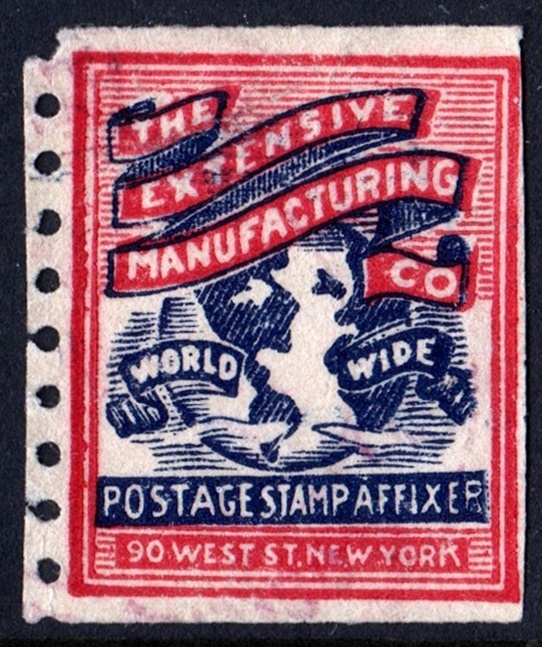 THE
EXTENSIVE
MANUFACTURING
CO
WORLD WIDE
POSTAGE STAMP AFFIXER
90 WEST ST. NEW YORK